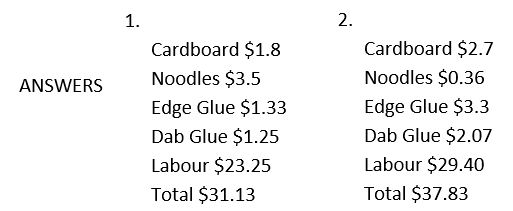 1.
Cardboard $1.8
Noodles $3.5
Edge Glue $1.33
Dab Glue $1.25
Labour $23.25
Total $31.13
2.
Cardboard $2.7
Noodles $0.36
Edge Glue $3.3
Dab Glue $2.07
Labour $29.40
Total $37.83
ANSWERS